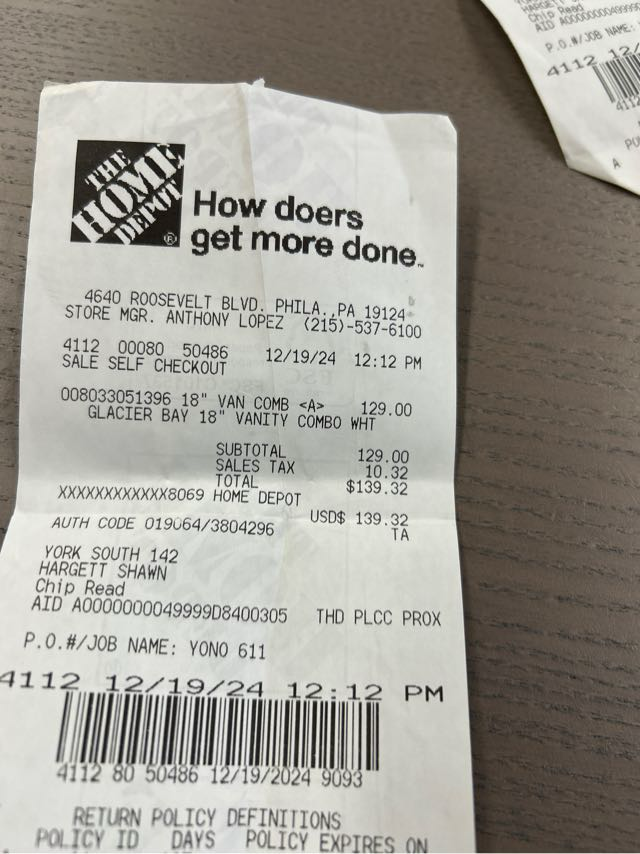 THE
HOME
DEPOT
®
How doers
get more done.™
4640 ROOSEVELT BLVD. PHILA.,PA 19124
STORE MGR. ANTHONY LOPEZ (215)-537-6100
4112 00080 50486 12/19/24 12:12 PM
SALE SELF CHECKOUT
008033051396 18" VAN COMB <A> 129.00
GLACIER BAY 18" VANITY COMBO WHT
SUBTOTAL 129.00
SALES TAX 10.32
TOTAL $139.32
XXXXXXXXXXXX8069 HOME DEPOT
USD$ 139.32
AUTH CODE 019064/3804296 TA
YORK SOUTH 142
HARGETT SHAWN
Chip Read
AID A0000000049999D8400305 THD PLCC PROX
P.O.#/JOB NAME: YONO 611
4112 12/19/24 12:12 PM
4112 80 50486 12/19/2024 9093
RETURN POLICY DEFINITIONS
POLICY ID DAYS POLICY EXPIRES ON
HARGETT
Chip Read
AID A0000000049999
P.O.#/JOB NAME:
4112 12/
A PO